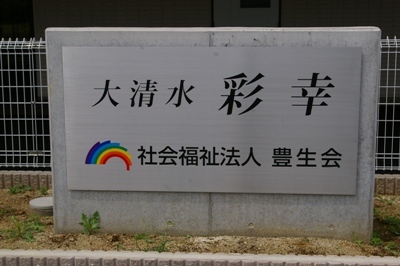 大清水 彩幸
社会福祉法人 豊生会